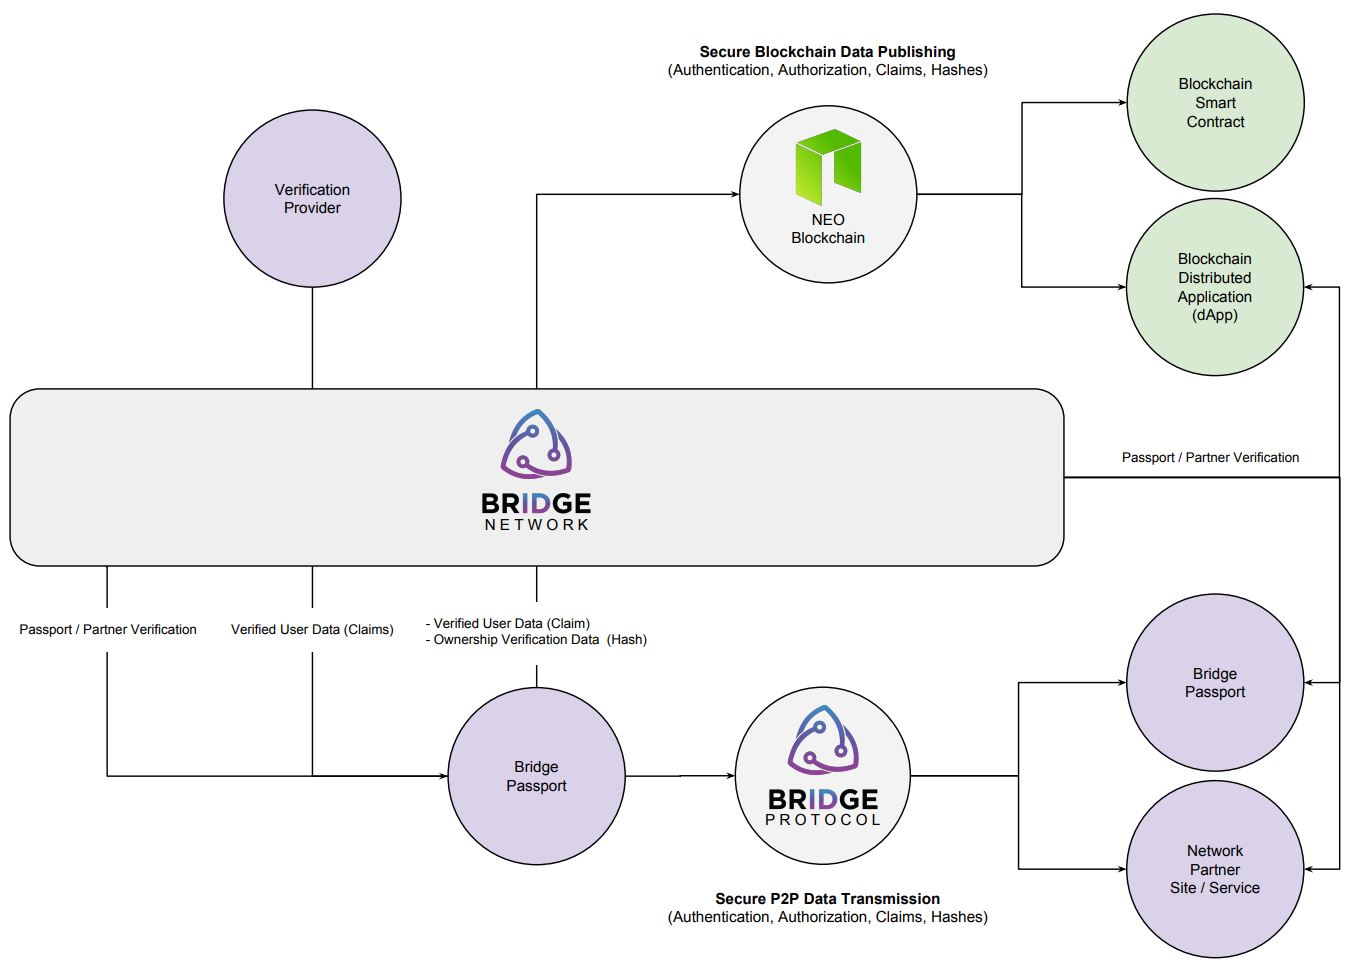 Secure Blockchain Data Publishing
(Authentication, Authorization, Claims, Hashes)
Blockchain
Smart
Contract
Verification
Provider
NEO
Blockchain
Blockchain
Distributed
Application
(dApp)
BRIDGE
NETWORK
Passport / Partner Verification
Passport / Partner Verification
Verified User Data (Claims)
- Verified User Data (Claim)
- Ownership Verification Data  (Hash)
Bridge
Passport
Bridge
Passport
BRIDGE
PROTOCOL
Network
Partner
Site / Service
Secure P2P Data Transmission
(Authentication, Authorization, Claims, Hashes)